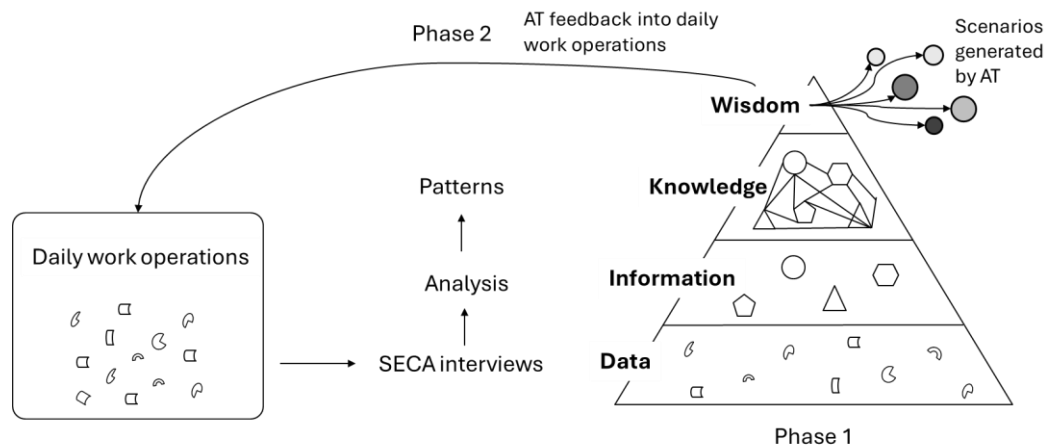 Phase 2
AT feedback into daily
work operations
Scenarios
generated
by AT
Wisdom
Patterns
Knowledge
Daily work operations
Analysis
Information
SECA interviews
Data
Phase 1